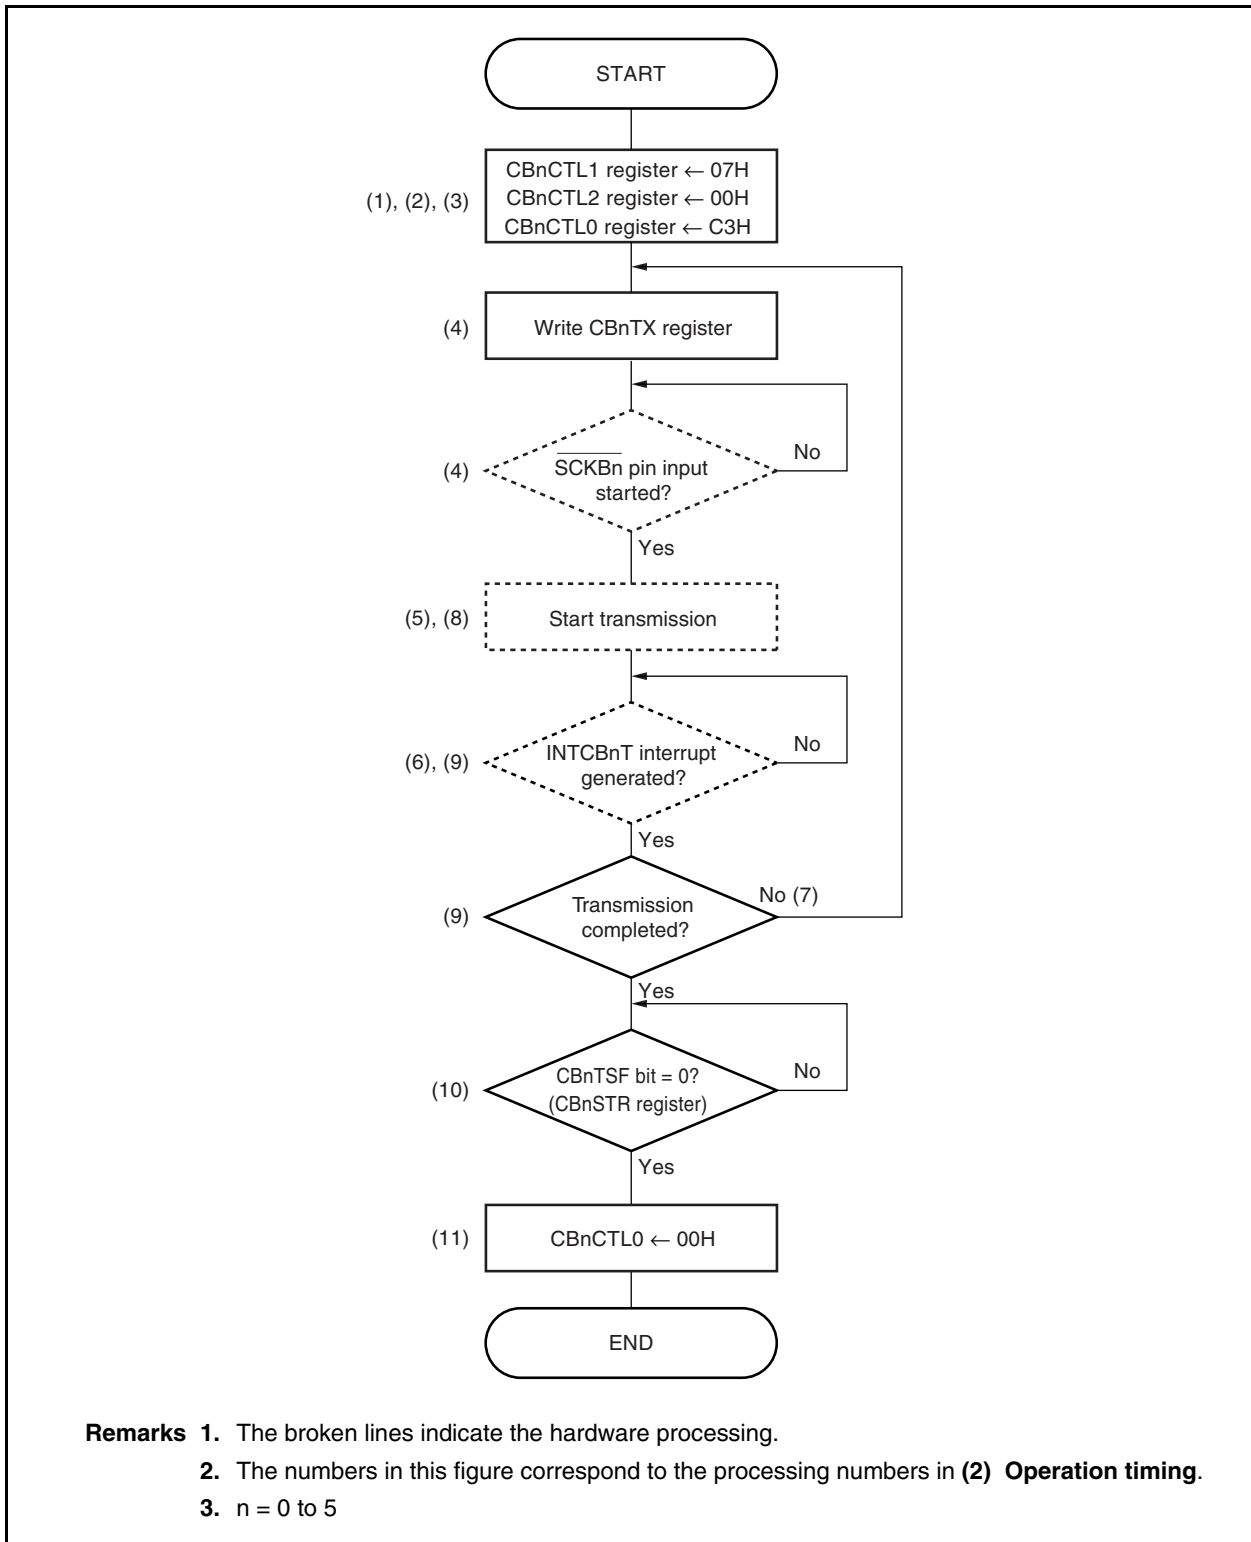 START
CBnCTL1 register ← 07H
(1), (2), (3) CBnCTL2 register ← 00H
CBnCTL0 register ← C3H
(4) Write CBnTX register
(4) SCKBn pin input No
started?
Yes
(5), (8) Start transmission
(6), (9) INTCBnT interrupt No
generated?
Yes
(9) Transmission No (7)
completed?
Yes
(10) CBnTSF bit = 0? No
(CBnSTR register)
Yes
(11) CBnCTL0 ← 00H
END
Remarks 1. The broken lines indicate the hardware processing.
2. The numbers in this figure correspond to the processing numbers in (2) Operation timing.
3. n = 0 to 5